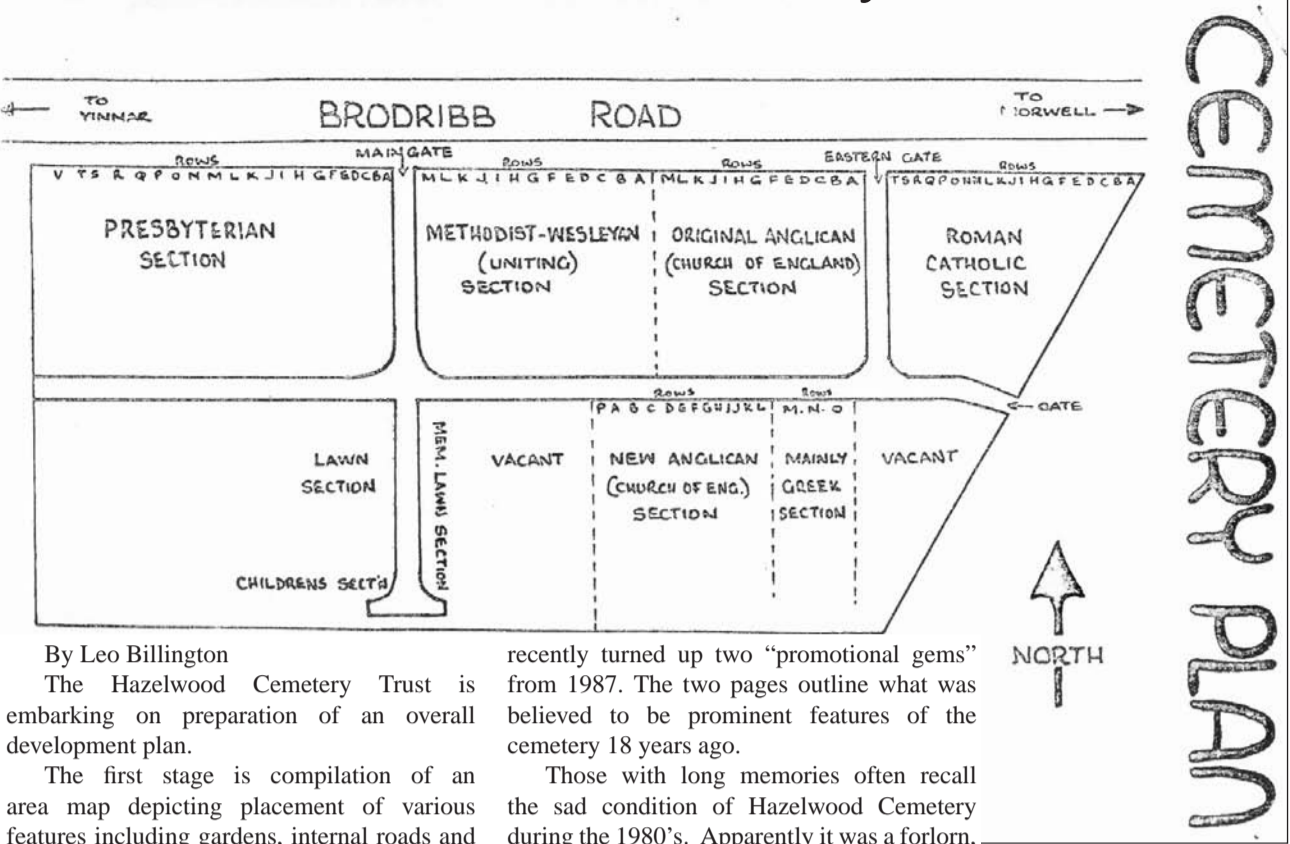 CEMETERY PLAN
TO
YINNAR
BRODRIBB ROAD
TO
MORWELL
MAIN GATE
EASTERN GATE
ROWS
V T S R Q P O N M L K J I H G F E D C B A
ROWS
M L K J I H G F E D C B A
ROWS
M L K J I H G F E D C B A
ROWS
T S R Q P O N M L K J I H G F E D C B A
PRESBYTERIAN
SECTION
METHODIST-WESLEYAN
(UNITING)
SECTION
ORIGINAL ANGLICAN
(CHURCH OF ENGLAND)
SECTION
ROMAN
CATHOLIC
SECTION
GATE
LAWN
SECTION
MEM. LAWN SECTION
CHILDRENS SECT'N
VACANT
ROWS
P A B C D E F G H I J K L
NEW ANGLICAN
(CHURCH OF ENG.)
SECTION
ROWS
M. N. O
MAINLY
GREEK
SECTION
VACANT
NORTH
By Leo Billington
The Hazelwood Cemetery Trust is
embarking on preparation of an overall
development plan.
The first stage is compilation of an
area map depicting placement of various
features including gardens, internal roads and
recently turned up two “promotional gems”
from 1987. The two pages outline what was
believed to be prominent features of the
cemetery 18 years ago.
Those with long memories often recall
the sad condition of Hazelwood Cemetery
during the 1980's. Apparently it was a forlorn,